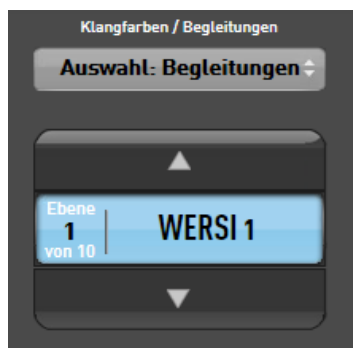 Klangfarben / Begleitungen
Auswahl: Begleitungen
Ebene
1
von 10
WERSI 1